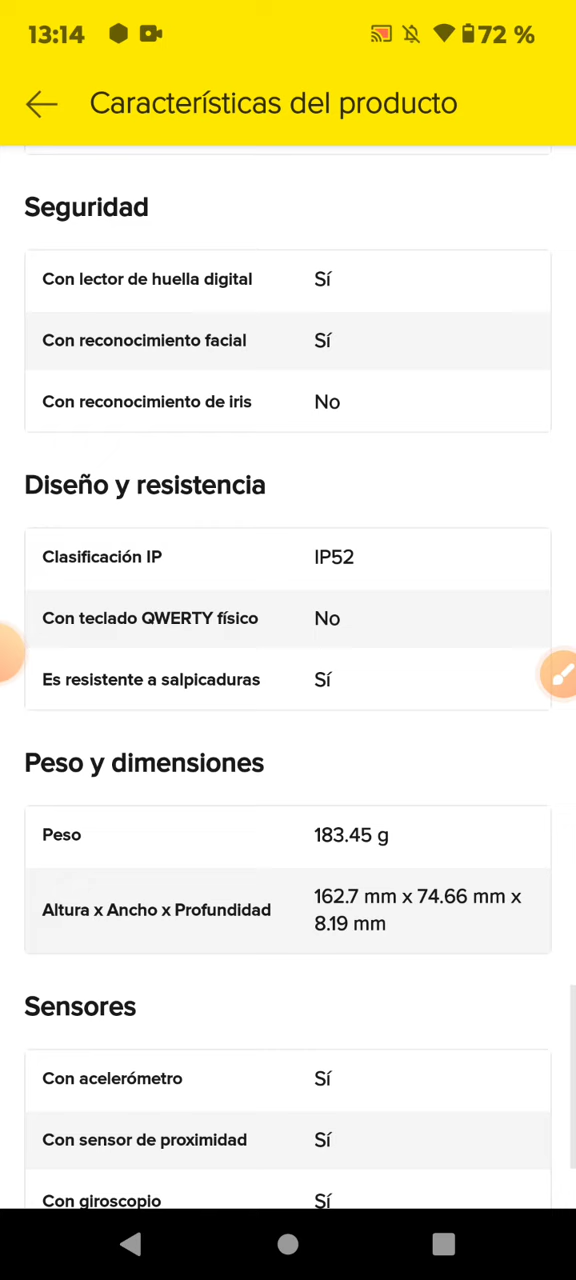 13:14
72 %
Características del producto
Seguridad
Con lector de huella digital Sí
Con reconocimiento facial Sí
Con reconocimiento de iris No
Diseño y resistencia
Clasificación IP IP52
Con teclado QWERTY físico No
Es resistente a salpicaduras Sí
Peso y dimensiones
Peso 183.45 g
Altura x Ancho x Profundidad 162.7 mm x 74.66 mm x
8.19 mm
Sensores
Con acelerómetro Sí
Con sensor de proximidad Sí
Con giroscopio Sí